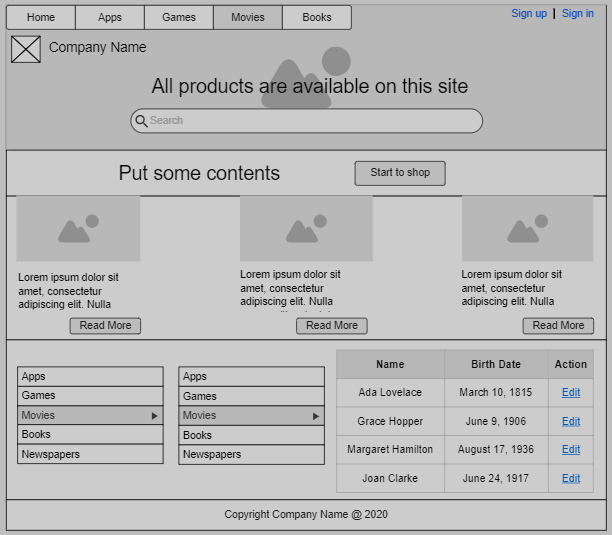 Home Apps Games Movies Books
Sign up | Sign in
Company Name
All products are available on this site
Search
Put some contents
Start to shop
Lorem ipsum dolor sit
amet, consectetur
adipiscing elit. Nulla
Read More
Lorem ipsum dolor sit
amet, consectetur
adipiscing elit. Nulla
Read More
Lorem ipsum dolor sit
amet, consectetur
adipiscing elit. Nulla
Read More
Apps
Games
Movies
Books
Newspapers
Apps
Games
Movies
Books
Newspapers
Name Birth Date Action
Ada Lovelace March 10, 1815 Edit
Grace Hopper June 9, 1906 Edit
Margaret Hamilton August 17, 1936 Edit
Joan Clarke June 24, 1917 Edit
Copyright Company Name @ 2020